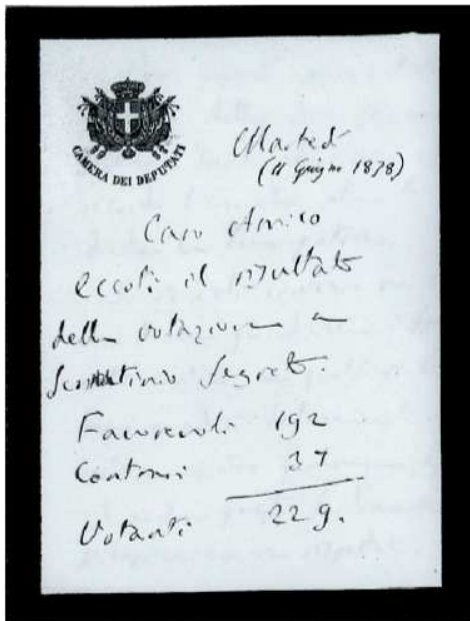 CAMERA DEI DEPUTATI
Martedì
(11 Giugno 1878)
Caro Amico
eccoti il risultato
della votazione a
Scrutinio Segreto.
Favorevoli 192
Contrari 37
Votanti 229.